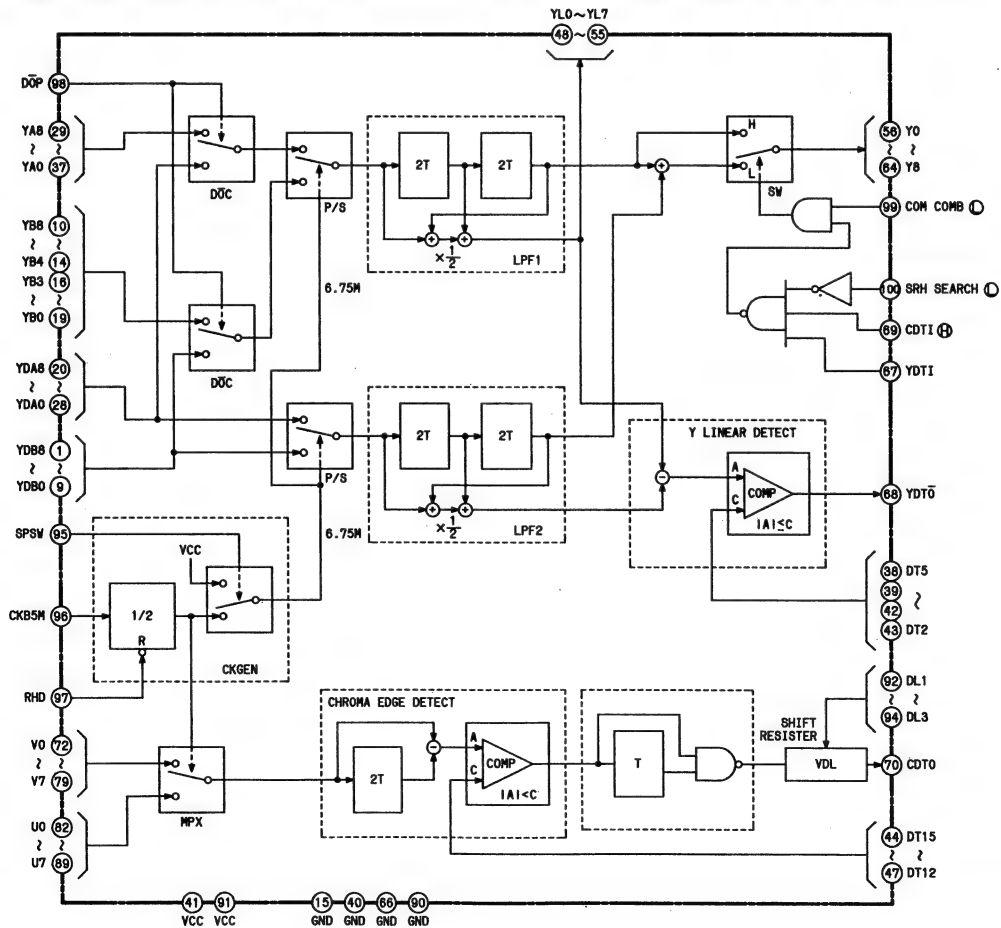 YL0~YL7
48 ~ 55
D̅OP 98
YA8 29
~ ~
YA0 37
YB8 10
~ ~
YB4 14
YB3 16
~ ~
YB0 19
YDA8 20
~ ~
YDA0 28
YDB8 1
~ ~
YDB0 9
SPSW 95
CKB5M 96
RHD 97
V0 72
~ ~
V7 79
U0 82
~ ~
U7 89
DO̅C
DO̅C
P/S
6.75M
P/S
6.75M
2T 2T
+ +
×1/2
LPF1
2T 2T
+ +
×1/2
LPF2
+
H
L
SW
56 Y0
~ ~
64 Y8
99 COM COMB L
100 SRH SEARCH L
69 CDTI H
67 YDTI
Y LINEAR DETECT
-
A
C
COMP
|A|≤C
68 YDTO̅
38 DT5
39
~
42
43 DT2
VCC
1/2
R
CKGEN
MPX
CHROMA EDGE DETECT
2T
-
A
C
COMP
|A|<C
T
SHIFT
RESISTER
VDL
92 DL1
~ ~
94 DL3
70 CDTO
44 DT15
~ ~
47 DT12
41 91 15 40 66 90
VCC VCC GND GND GND GND